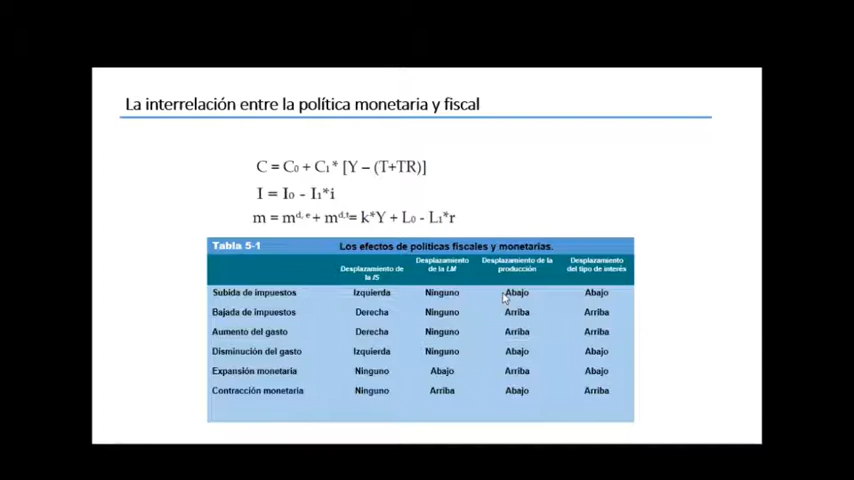 La interrelación entre la política monetaria y fiscal
C = C₀ + C₁* [Y – (T+TR)]
I = I₀ - I₁*i
m = mᵈ,ᵉ + mᵈ,ᵗ= k*Y + L₀ - L₁*r
Tabla 5-1 Los efectos de políticas fiscales y monetarias.
Desplazamiento de la IS Desplazamiento de la LM Desplazamiento de la producción Desplazamiento del tipo de interés
Subida de impuestos Izquierda Ninguno Abajo Abajo
Bajada de impuestos Derecha Ninguno Arriba Arriba
Aumento del gasto Derecha Ninguno Arriba Arriba
Disminución del gasto Izquierda Ninguno Abajo Abajo
Expansión monetaria Ninguno Abajo Arriba Abajo
Contracción monetaria Ninguno Arriba Abajo Arriba